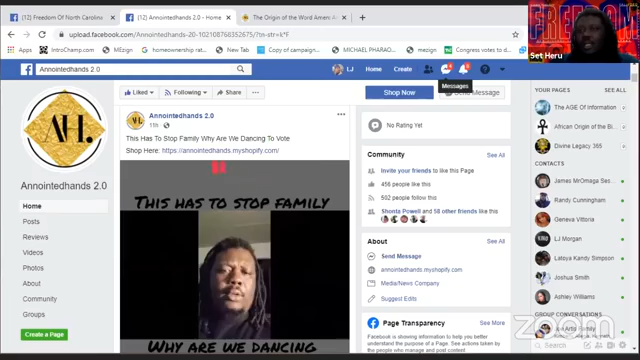 Freedom Of North Carolina
(12) Annointedhands 2.0 - Home
The Origin of the Word Amen: A
upload.facebook.com/Annointedhands-20-102108768352675/?tn-str=k*F
Apps
IntroChamp.com
MEzign
homeownership rate
New Tab
Copy of campaign
MICHAEL PHARAO
mezign
Congress votes to d
FREEDOM
Set Heru
Annointedhands 2.0
LJ
Home
Create
Messages
AH.
Annointedhands 2.0
Home
Posts
Reviews
Videos
Photos
About
Community
Groups
Create a Page
Liked
Following
Share
Shop Now
Send Message
Annointedhands 2.0
11h
This Has To Stop Family Why Are We Dancing To Vote
Shop Here: https://annointedhands.myshopify.com/
THIS HAS TO STOP FAMILY
WHY ARE WE DANCING
No Rating Yet
Community
See All
Invite your friends to like this Page
456 people like this
502 people follow this
Shonta Powell and 58 other friends like this
About
See All
Send Message
annointedhands.myshopify.com
Media/News Company
Suggest Edits
Page Transparency
See More
Facebook is showing information to help you better understand the purpose of a Page. See actions taken by the people who manage and post content.
YOUR PAGES
SEE ALL
The AGE Of Information
African Origin of the Bi...
Divine Legacy 365
CONTACTS
James MrOmega Sea
Randy Cunningham
Geneva Vittoria
LJ Morgan
Lateya Kandy Simpson
Joshua Smith
Ashley Williams
GROUP CONVERSATIONS
Search
zoom